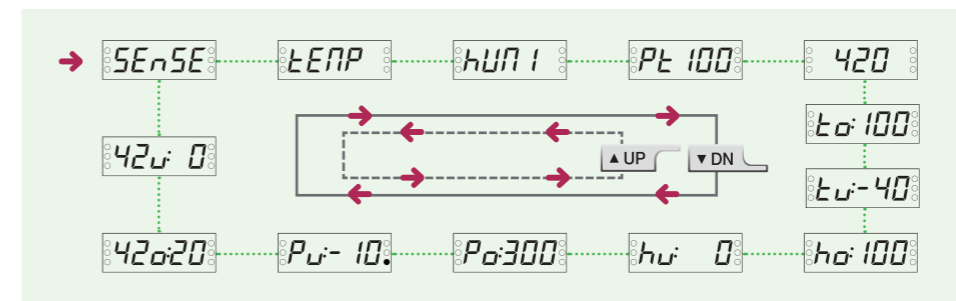 SEnSE tEMP hUM 1 Pt 100 420
to: 100
▲ UP ▼ DN
42u: 0
tu:-40
42o:20 Pu:- 10. Po:300 hu: 0 ho: 100